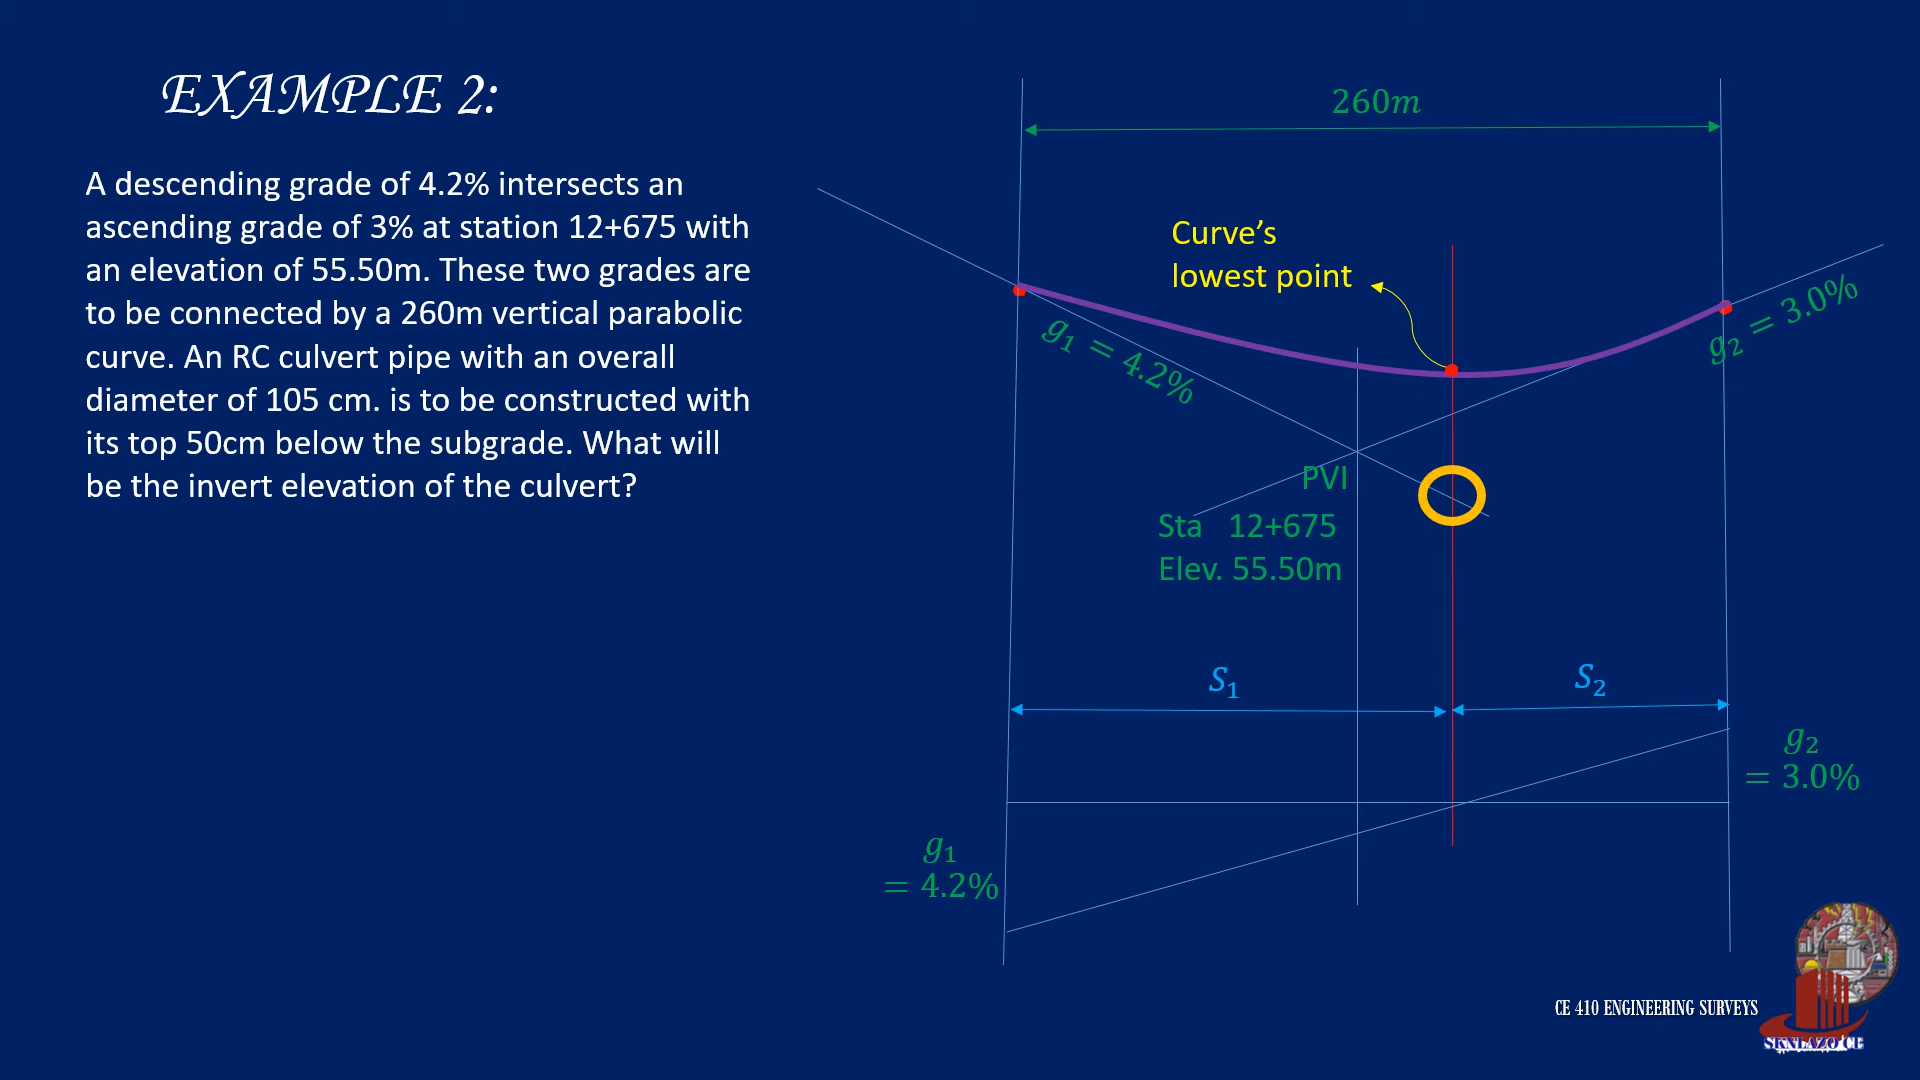 EXAMPLE 2:
A descending grade of 4.2% intersects an
ascending grade of 3% at station 12+675 with
an elevation of 55.50m. These two grades are
to be connected by a 260m vertical parabolic
curve. An RC culvert pipe with an overall
diameter of 105 cm. is to be constructed with
its top 50cm below the subgrade. What will
be the invert elevation of the culvert?
260m
Curve’s
lowest point
g₁ = 4.2%
g₂ = 3.0%
PVI
Sta 12+675
Elev. 55.50m
S₁
S₂
g₂
= 3.0%
g₁
= 4.2%
CE 410 ENGINEERING SURVEYS
SKNLAZO CE